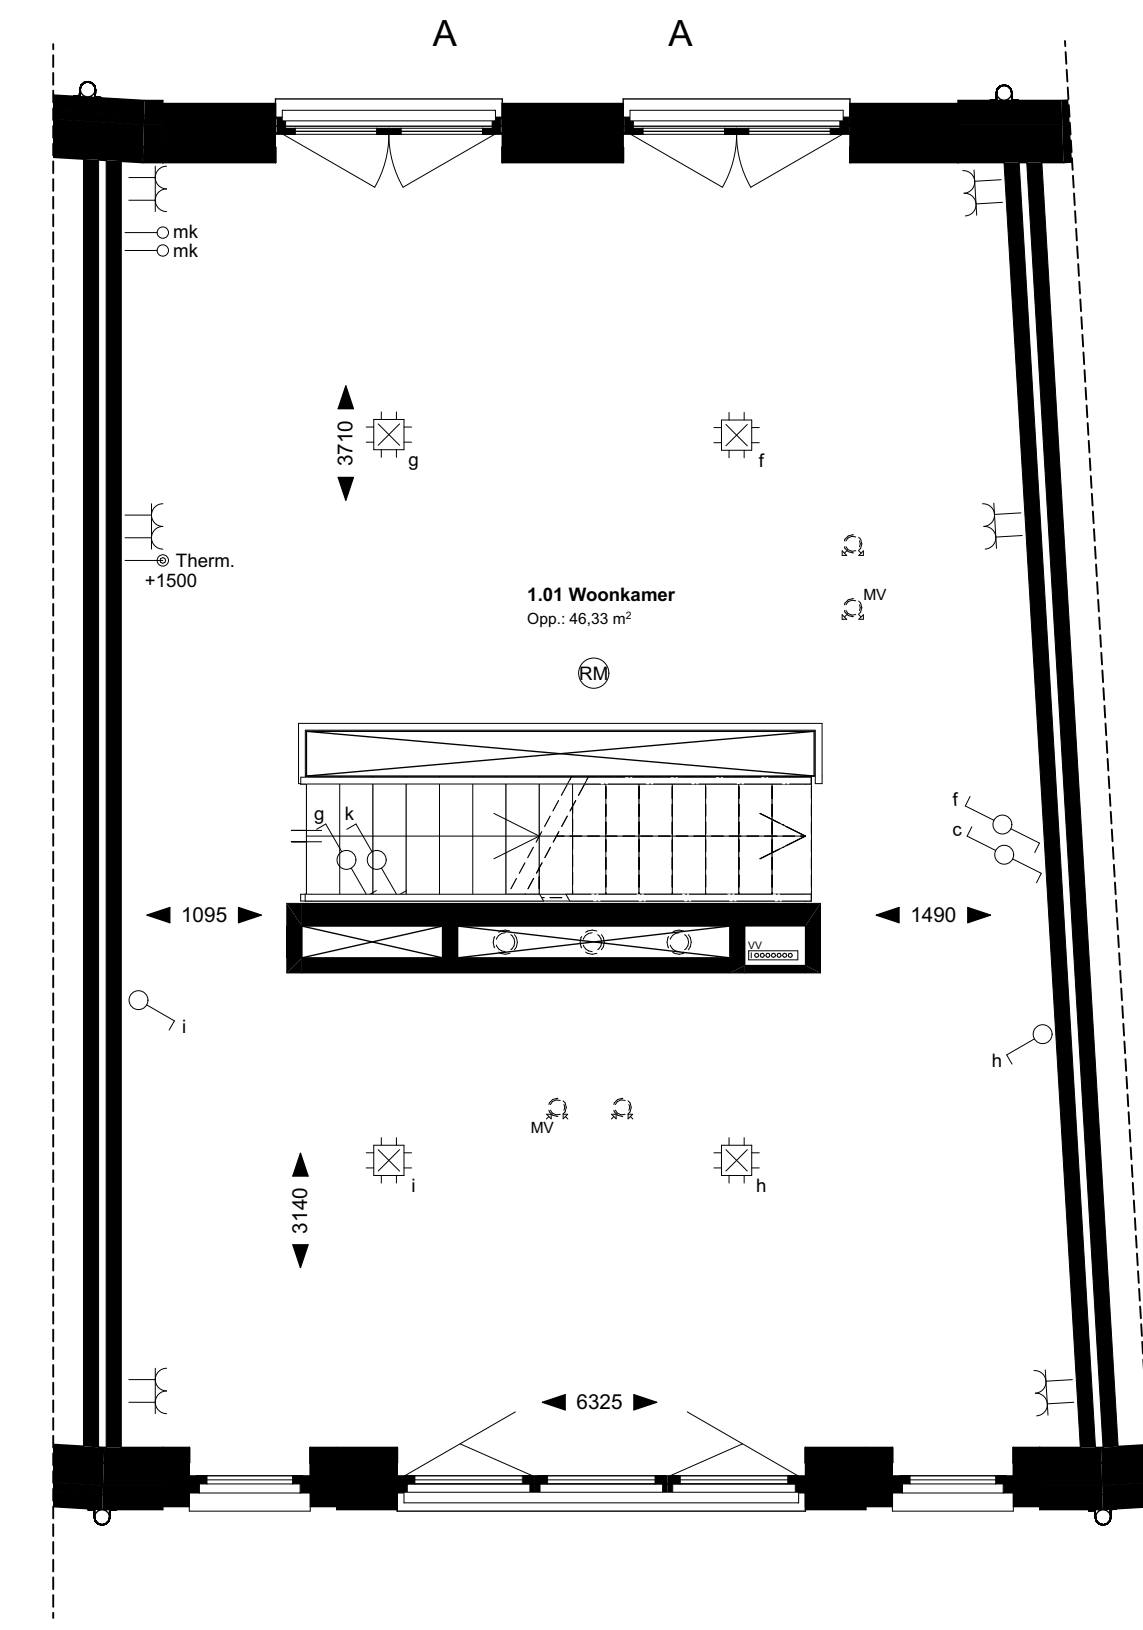 A A
mk
mk
3710
g
f
Therm.
+1500
1.01 Woonkamer
Opp.: 46,33 m²
MV
RM
g k
f
c
1095
1490
VV
i
h
MV
i
h
3140
6325